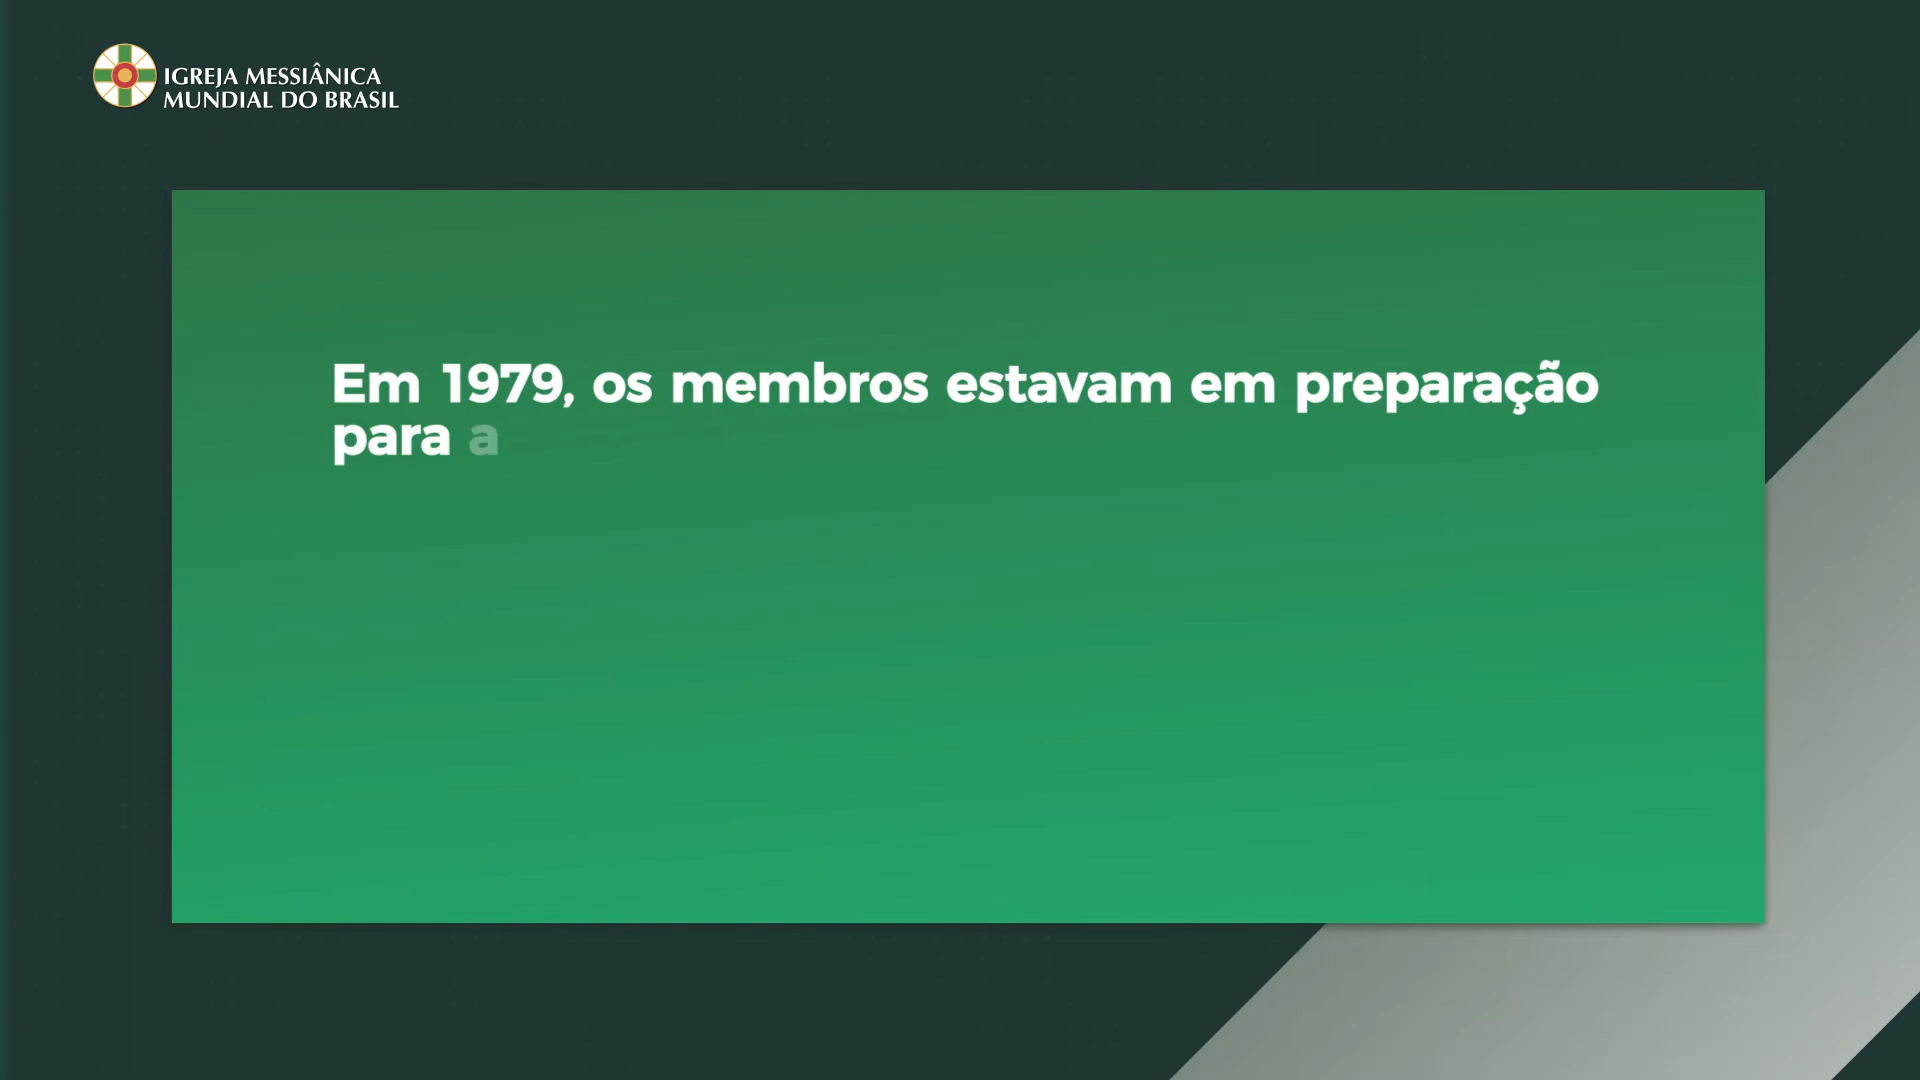 IGREJA MESSIÂNICA
MUNDIAL DO BRASIL
Em 1979, os membros estavam em preparação
para a